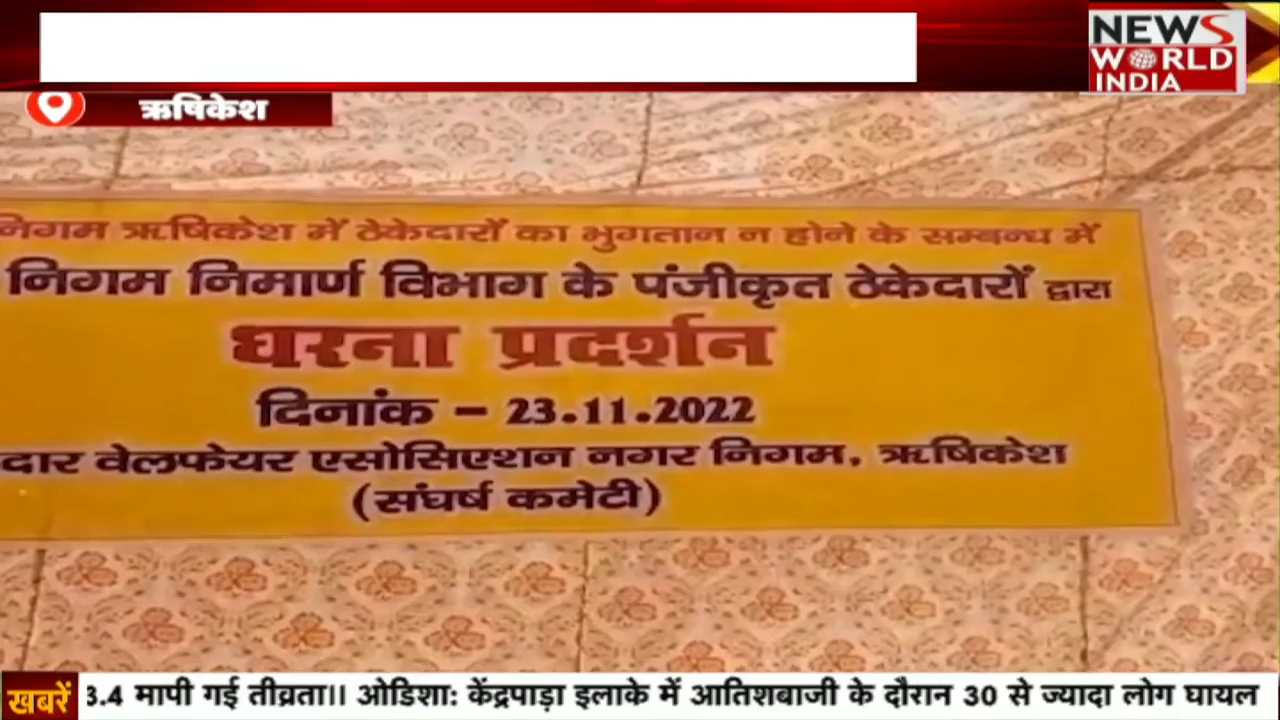 NEWS
WORLD
INDIA
ऋषिकेश
निगम ऋषिकेश में ठेकेदारों का भुगतान न होने के सम्बन्ध में
निगम निमार्ण विभाग के पंजीकृत ठेकेदारों द्वारा
धरना प्रदर्शन
दिनांक – 23.11.2022
दार वेलफेयर एसोसिएशन नगर निगम, ऋषिकेश
(संघर्ष कमेटी)
खबरें 3.4 मापी गई तीव्रता।। ओडिशा: केंद्रपाड़ा इलाके में आतिशबाजी के दौरान 30 से ज्यादा लोग घायल